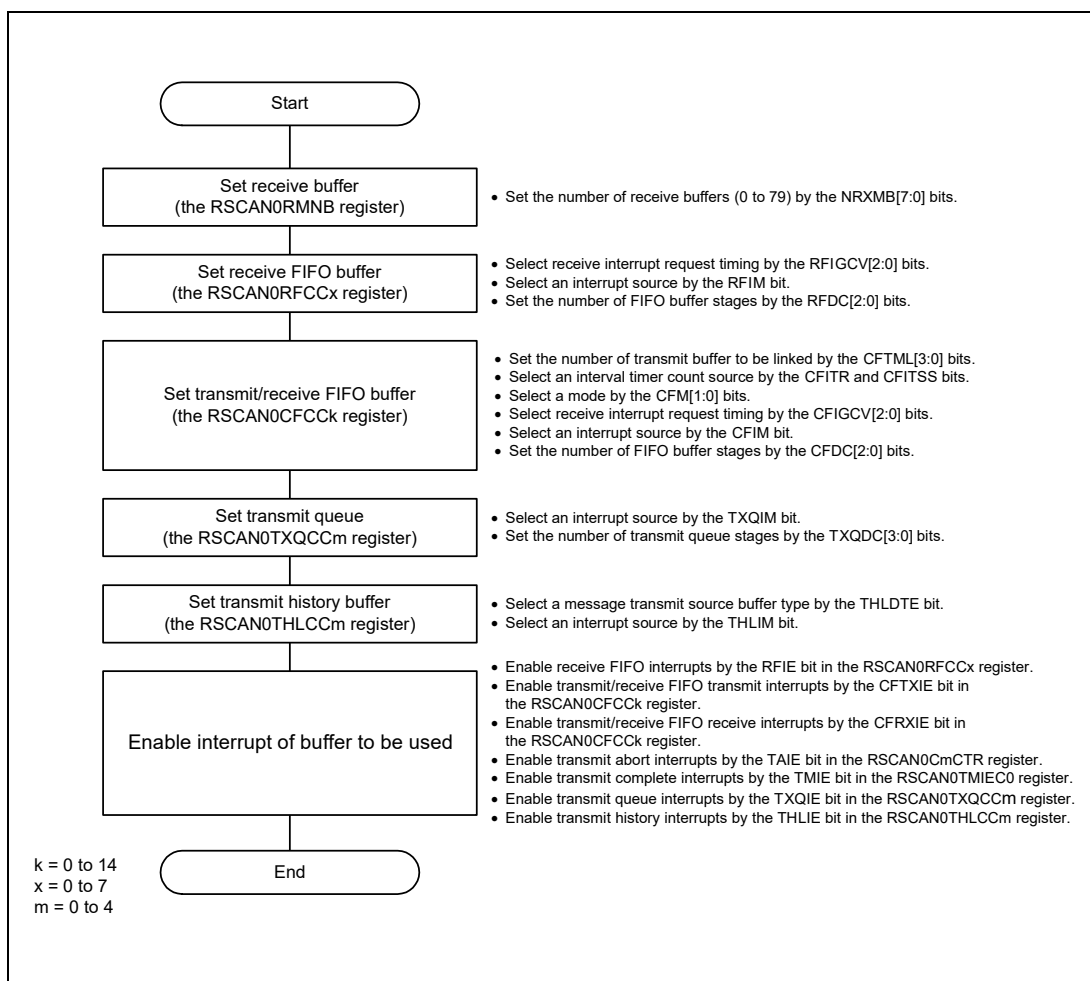 Start
Set receive buffer
(the RSCAN0RMNB register)
• Set the number of receive buffers (0 to 79) by the NRXMB[7:0] bits.
Set receive FIFO buffer
(the RSCAN0RFCCx register)
• Select receive interrupt request timing by the RFIGCV[2:0] bits.
• Select an interrupt source by the RFIM bit.
• Set the number of FIFO buffer stages by the RFDC[2:0] bits.
Set transmit/receive FIFO buffer
(the RSCAN0CFCCk register)
• Set the number of transmit buffer to be linked by the CFTML[3:0] bits.
• Select an interval timer count source by the CFITR and CFITSS bits.
• Select a mode by the CFM[1:0] bits.
• Select receive interrupt request timing by the CFIGCV[2:0] bits.
• Select an interrupt source by the CFIM bit.
• Set the number of FIFO buffer stages by the CFDC[2:0] bits.
Set transmit queue
(the RSCAN0TXQCCm register)
• Select an interrupt source by the TXQIM bit.
• Set the number of transmit queue stages by the TXQDC[3:0] bits.
Set transmit history buffer
(the RSCAN0THLCCm register)
• Select a message transmit source buffer type by the THLDTE bit.
• Select an interrupt source by the THLIM bit.
Enable interrupt of buffer to be used
• Enable receive FIFO interrupts by the RFIE bit in the RSCAN0RFCCx register.
• Enable transmit/receive FIFO transmit interrupts by the CFTXIE bit in
the RSCAN0CFCCk register.
• Enable transmit/receive FIFO receive interrupts by the CFRXIE bit in
the RSCAN0CFCCk register.
• Enable transmit abort interrupts by the TAIE bit in the RSCAN0CmCTR register.
• Enable transmit complete interrupts by the TMIE bit in the RSCAN0TMIEC0 register.
• Enable transmit queue interrupts by the TXQIE bit in the RSCAN0TXQCCm register.
• Enable transmit history interrupts by the THLIE bit in the RSCAN0THLCCm register.
End
k = 0 to 14
x = 0 to 7
m = 0 to 4